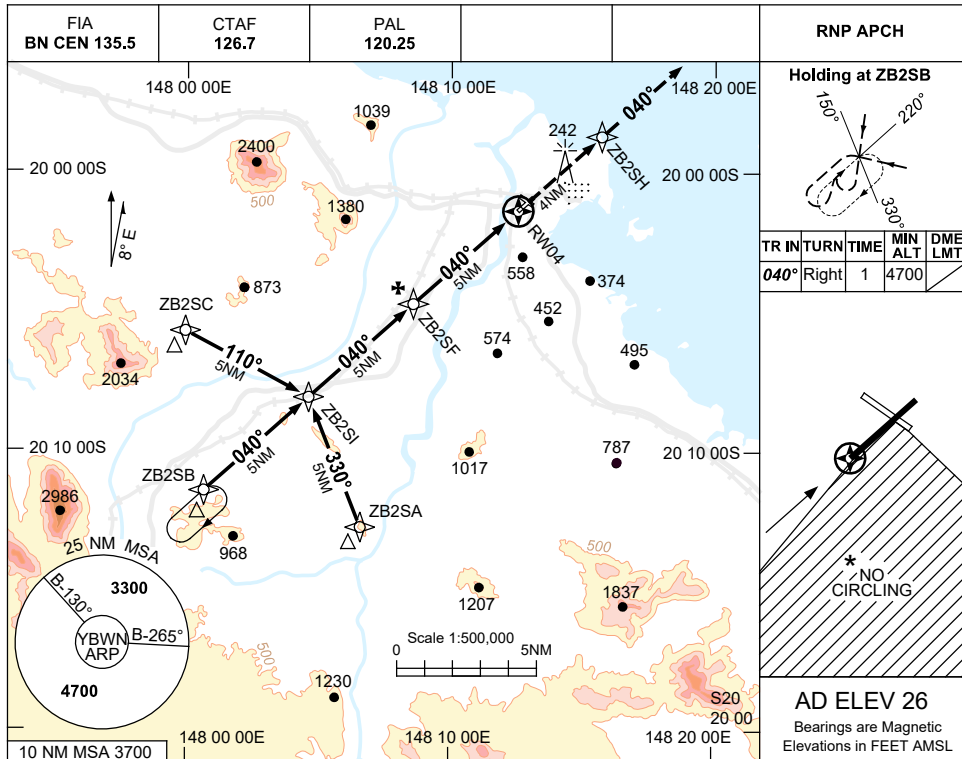 FIA
BN CEN 135.5
CTAF
126.7
PAL
120.25
RNP APCH
148 00 00E
148 10 00E
148 20 00E
040°
1039
242
2400
ZB2SH
20 00 00S
20 00 00S
500
1380
4NM
RW04
8° E
558
040°
5NM
374
873
ZB2SC
ZB2SF
452
574
110°
5NM
040°
5NM
2034
495
ZB2SI
20 10 00S
20 10 00S
040°
5NM
330°
5NM
1017
787
ZB2SB
2986
ZB2SA
968
25 NM MSA
500
3300
B-130°
1207
1837
YBWN
ARP
B-265°
Scale 1:500,000
0
5NM
500
4700
1230
S20
20 00
10 NM MSA 3700
148 00 00E
148 10 00E
148 20 00E
Holding at ZB2SB
150°
220°
330°
TR IN TURN TIME MIN ALT DME LMT
040° Right 1 4700
* NO
CIRCLING
AD ELEV 26
Bearings are Magnetic
Elevations in FEET AMSL